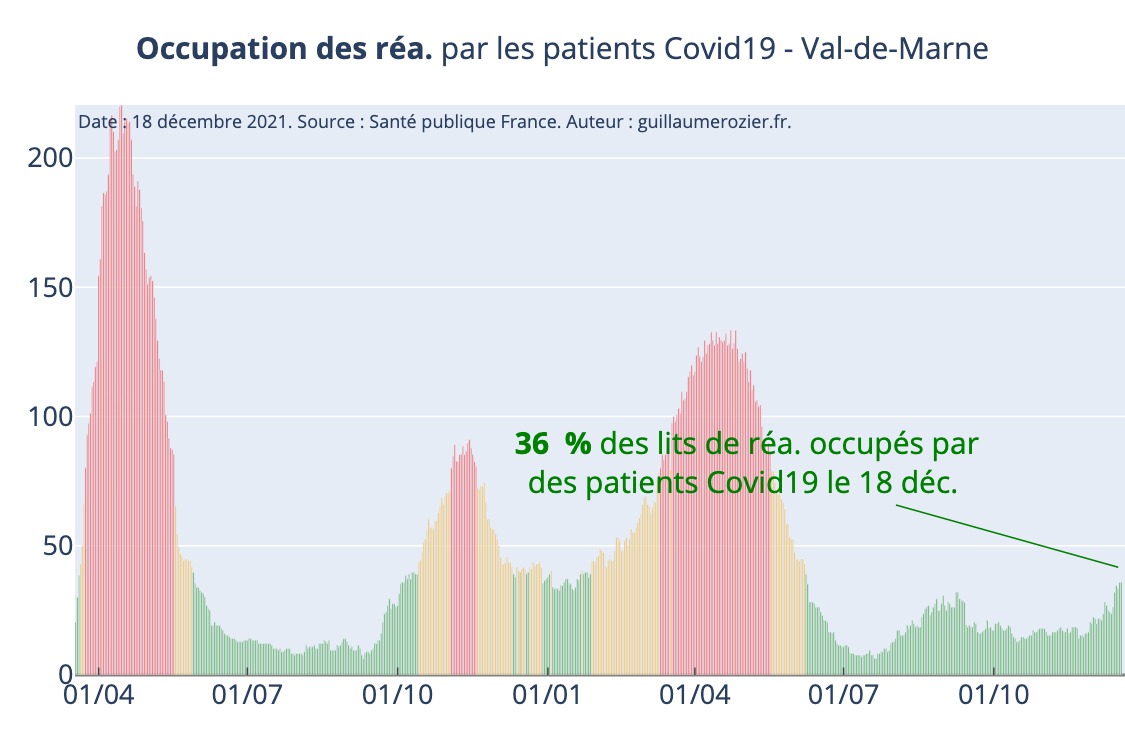 Occupation des réa. par les patients Covid19 - Val-de-Marne
Date : 18 décembre 2021. Source : Santé publique France. Auteur : guillaumerozier.fr.
200
150
100
50
0
36 % des lits de réa. occupés par
des patients Covid19 le 18 déc.
01/04 01/07 01/10 01/01 01/04 01/07 01/10